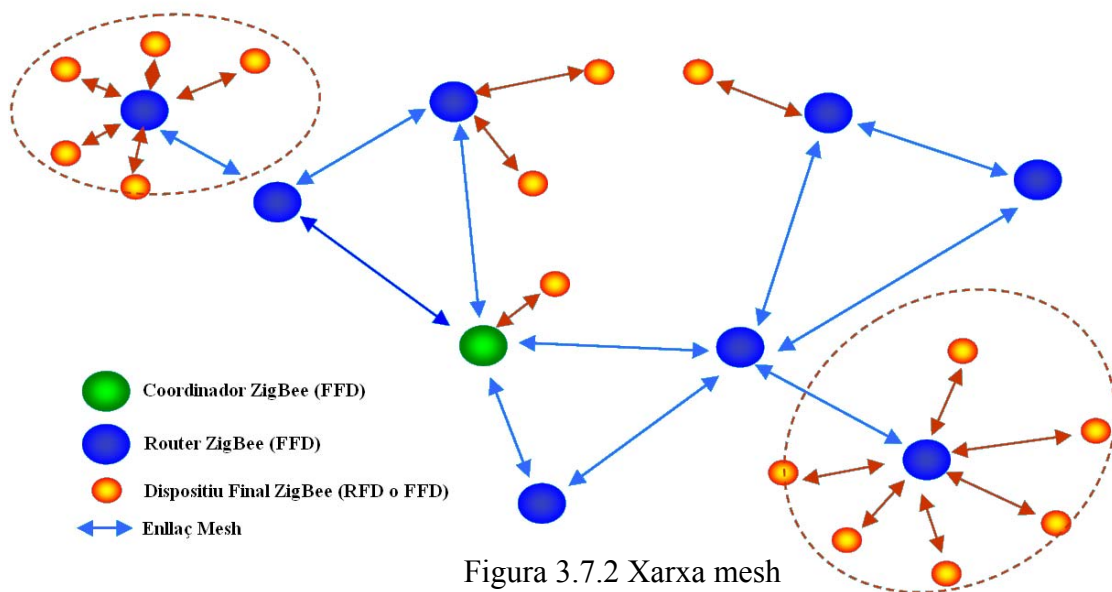 Coordinador ZigBee (FFD)
Router ZigBee (FFD)
Dispositiu Final ZigBee (RFD o FFD)
Enllaç Mesh
Figura 3.7.2 Xarxa mesh